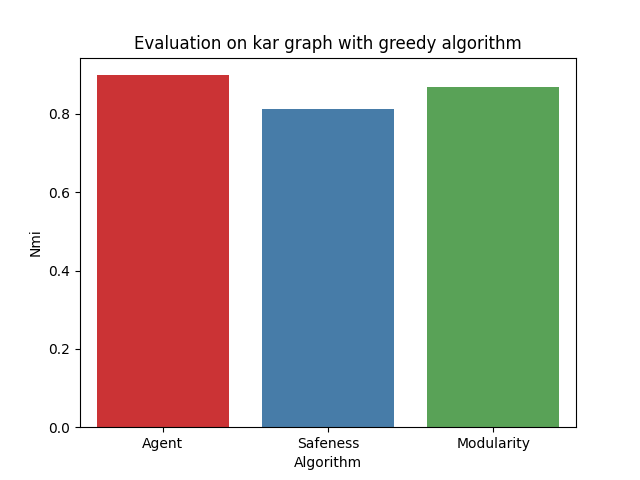 Evaluation on kar graph with greedy algorithm
Nmi
0.8
0.6
0.4
0.2
0.0
Agent Safeness Modularity
Algorithm